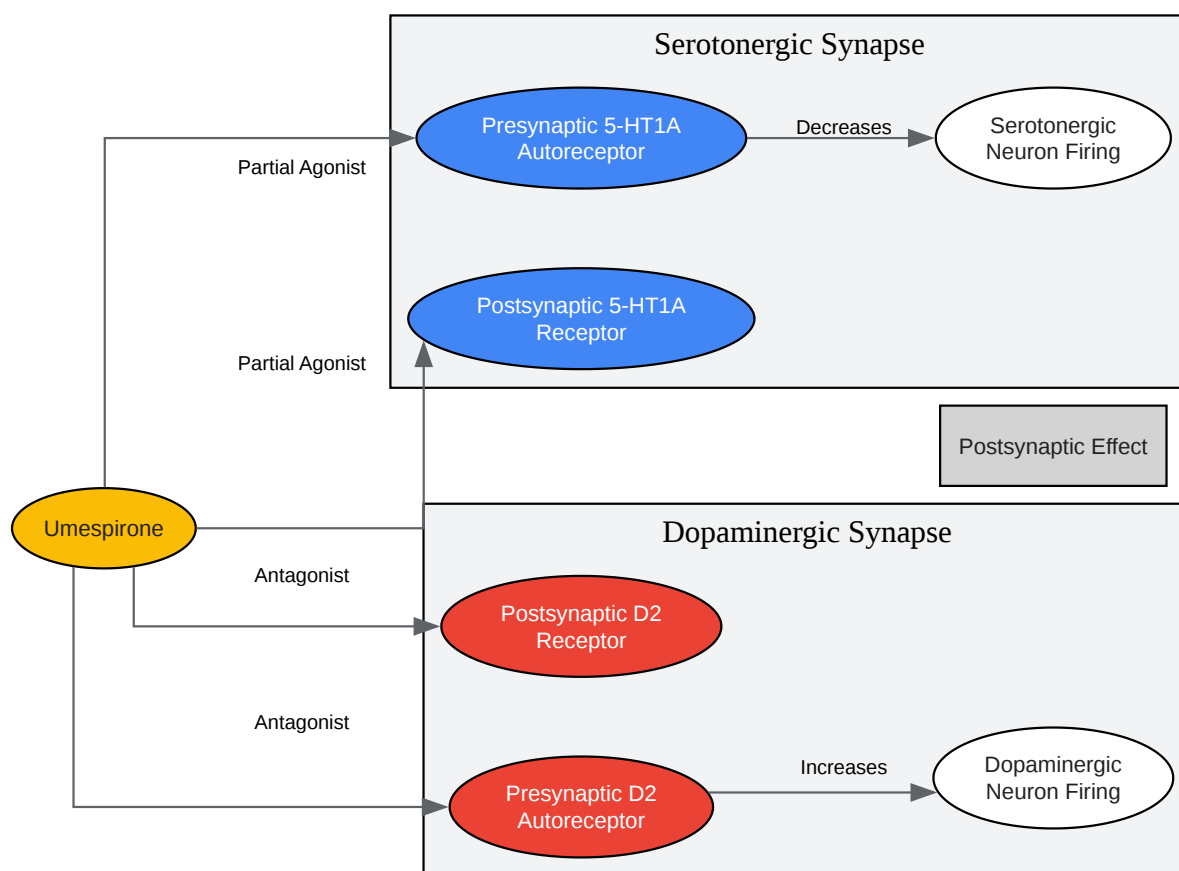 Serotonergic Synapse
Presynaptic 5-HT1A
Autoreceptor
Decreases
Serotonergic
Neuron Firing
Partial Agonist
Postsynaptic 5-HT1A
Receptor
Partial Agonist
Postsynaptic Effect
Umespirone
Dopaminergic Synapse
Antagonist
Postsynaptic D2
Receptor
Antagonist
Presynaptic D2
Autoreceptor
Increases
Dopaminergic
Neuron Firing